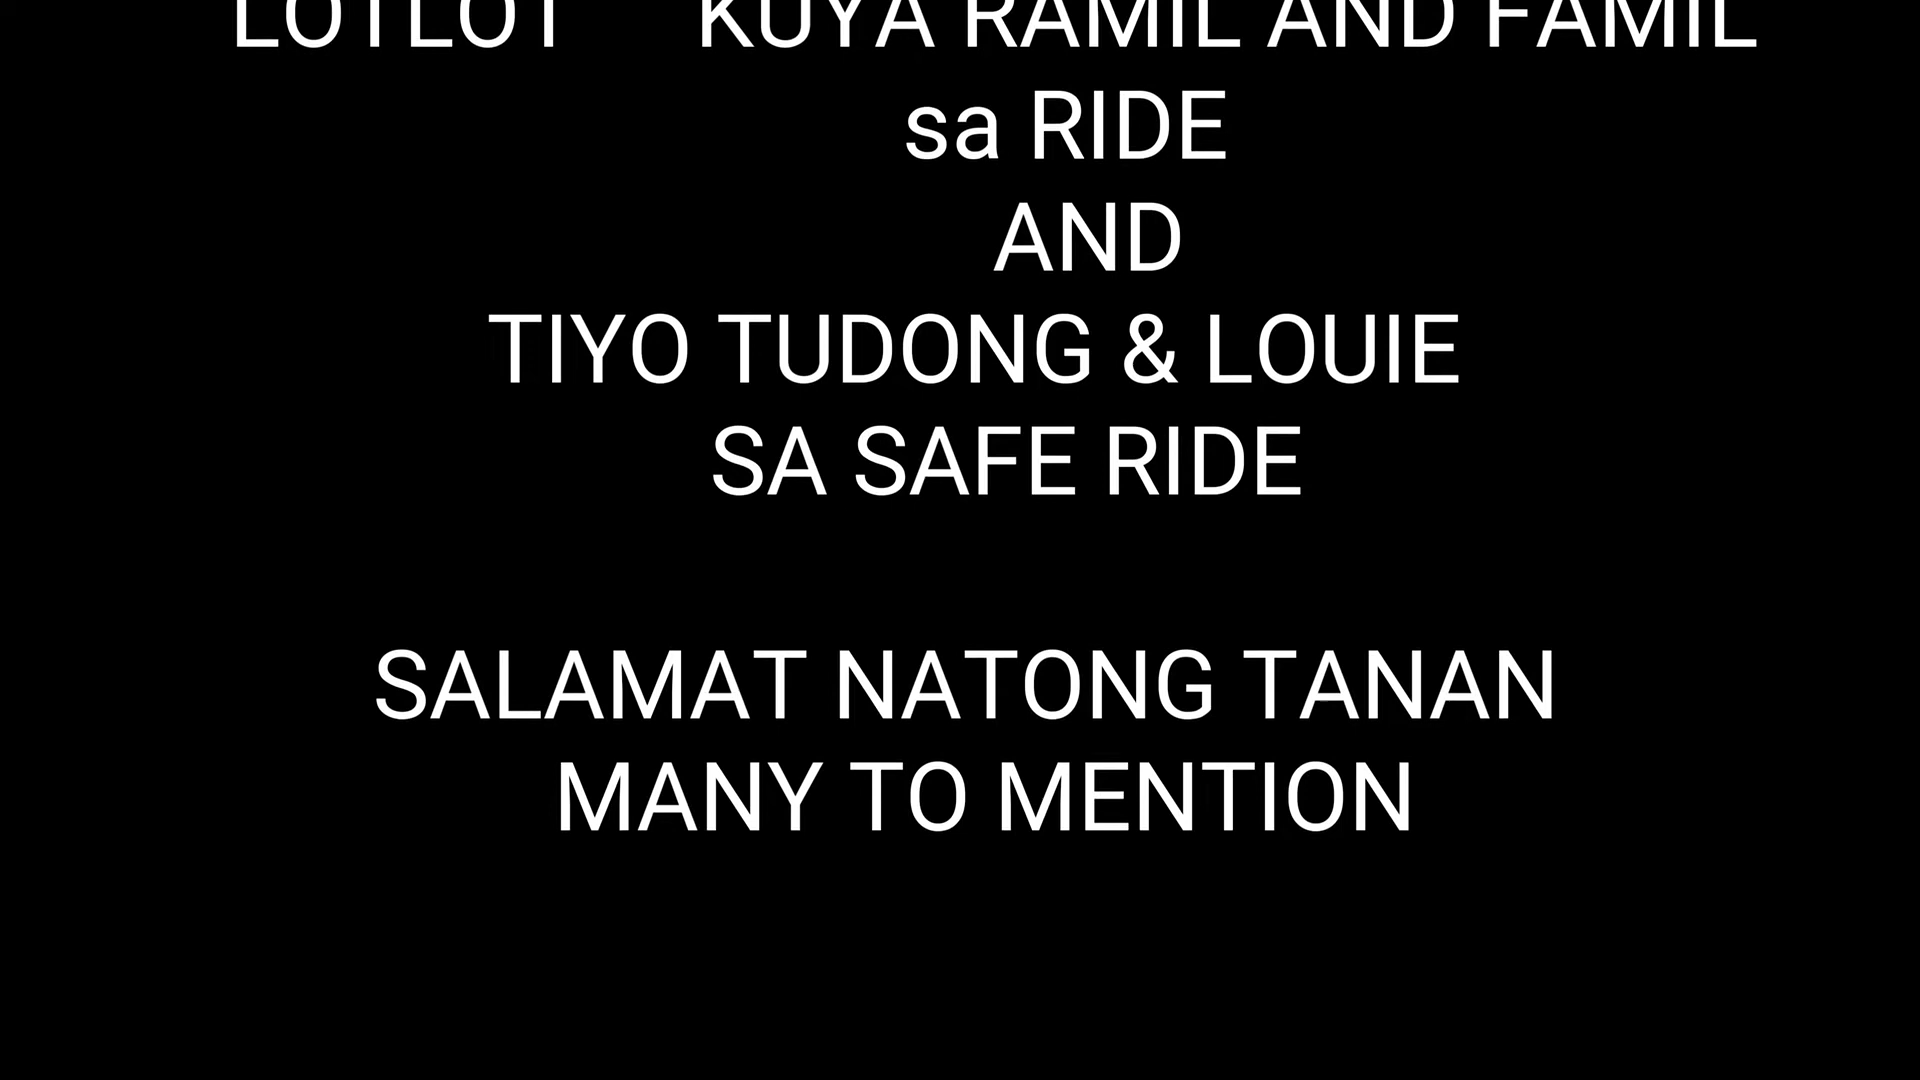 LOTLOT KUYA RAMIL AND FAMIL
sa RIDE
AND
TIYO TUDONG & LOUIE
SA SAFE RIDE
SALAMAT NATONG TANAN
MANY TO MENTION